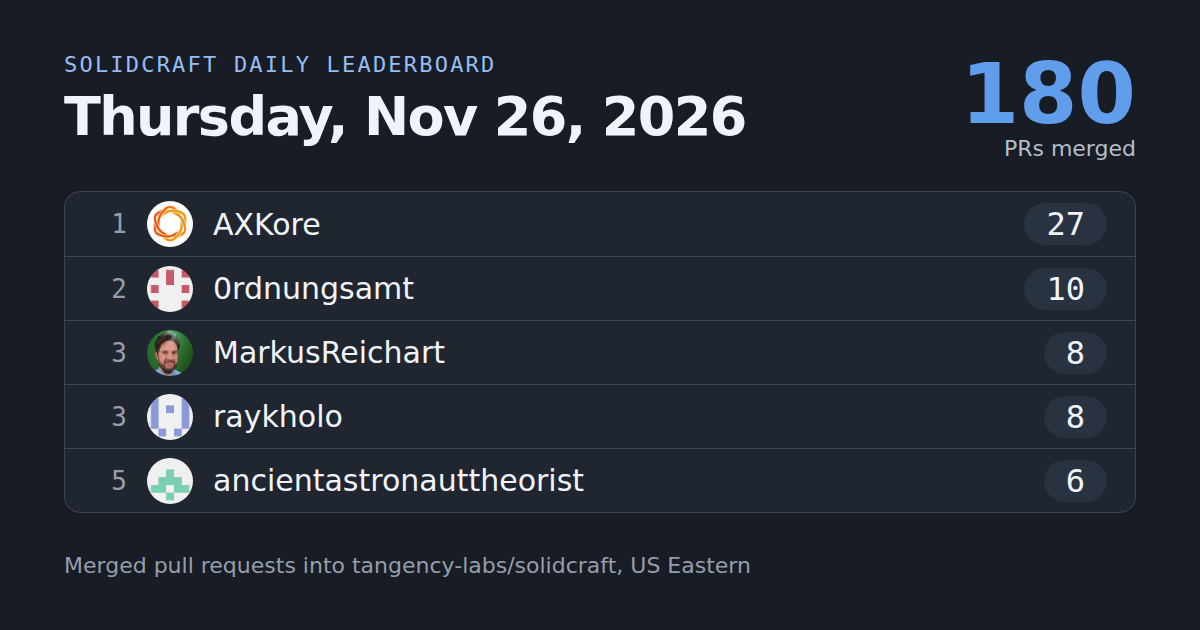 SOLIDCRAFT DAILY LEADERBOARD
Thursday, Nov 26, 2026
180
PRs merged
1 AXKore 27
2 0rdnungsamt 10
3 MarkusReichart 8
3 raykholo 8
5 ancientastronauttheorist 6
Merged pull requests into tangency-labs/solidcraft, US Eastern